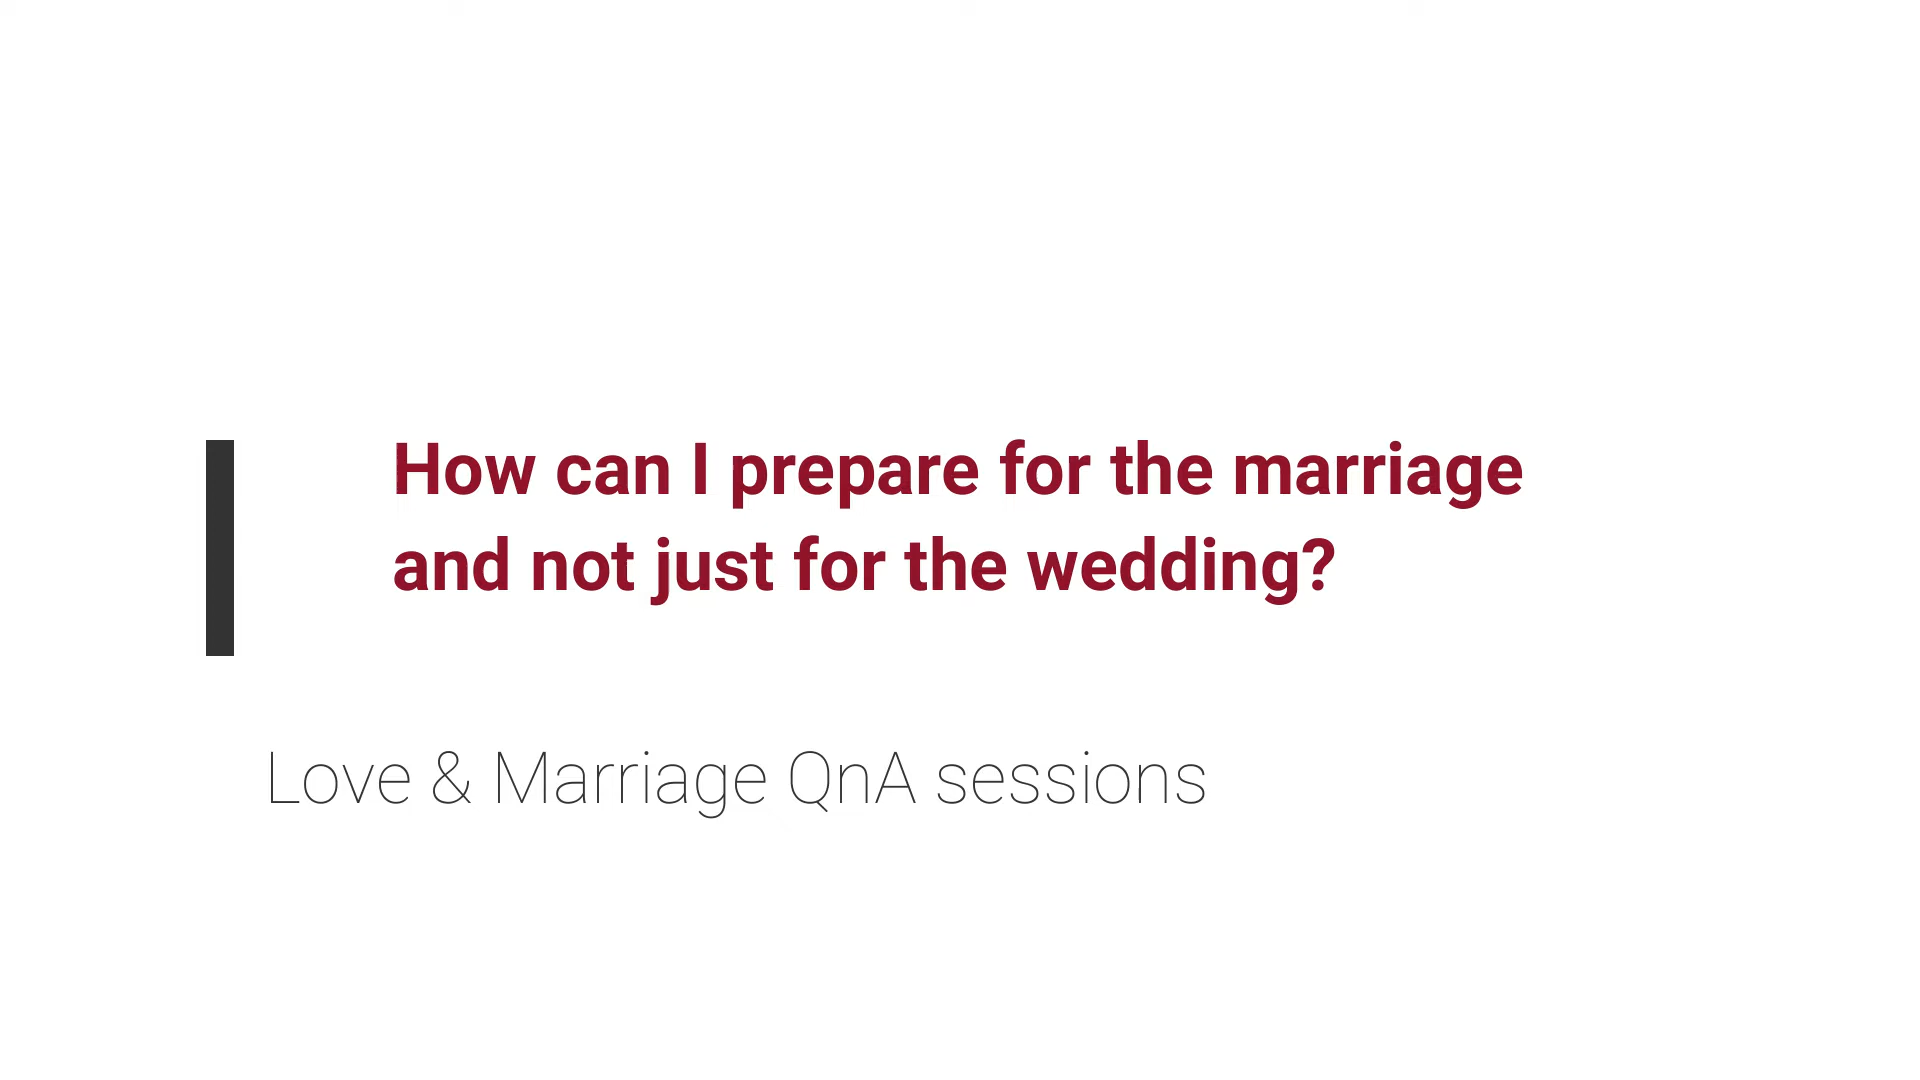 How can I prepare for the marriage
and not just for the wedding?
Love & Marriage QnA sessions